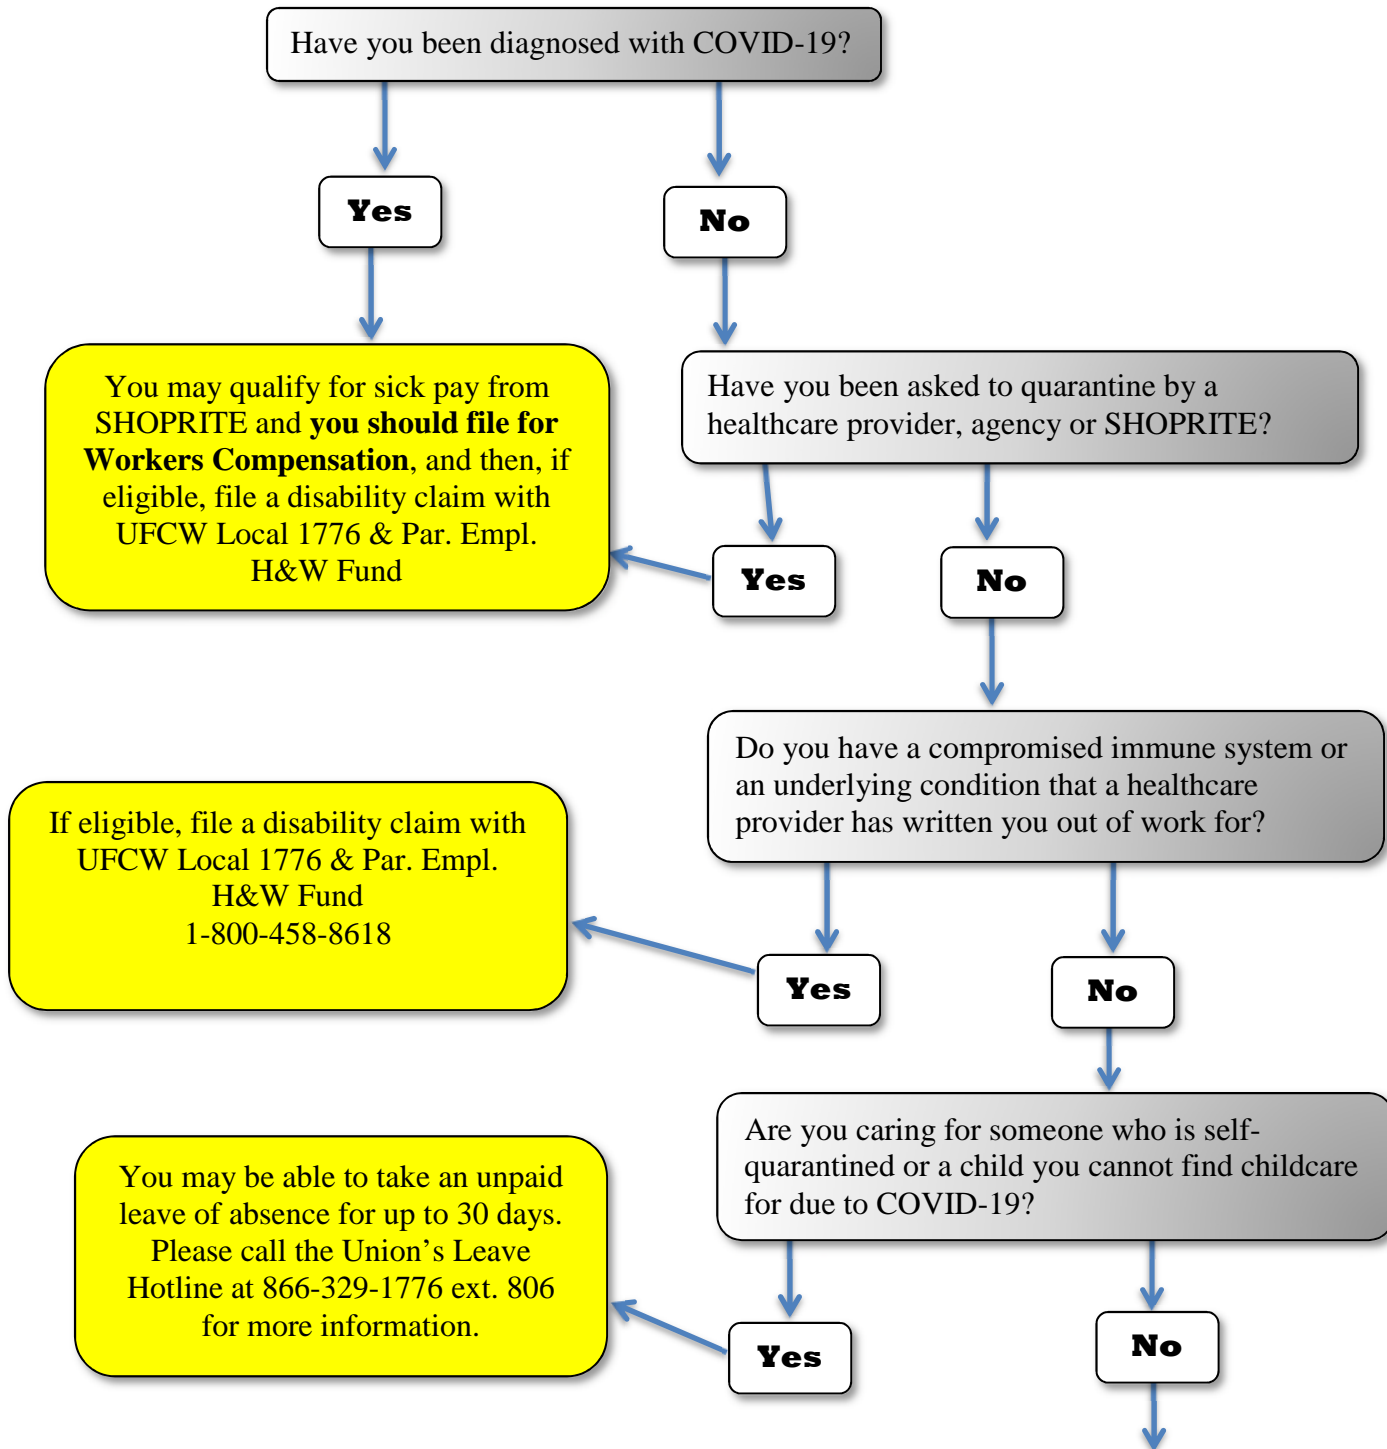 Have you been diagnosed with COVID-19?
Yes
No
You may qualify for sick pay from
SHOPRITE and you should file for
Workers Compensation, and then, if
eligible, file a disability claim with
UFCW Local 1776 & Par. Empl.
H&W Fund
Have you been asked to quarantine by a
healthcare provider, agency or SHOPRITE?
Yes
No
Do you have a compromised immune system or
an underlying condition that a healthcare
provider has written you out of work for?
If eligible, file a disability claim with
UFCW Local 1776 & Par. Empl.
H&W Fund
1-800-458-8618
Yes
No
Are you caring for someone who is self-
quarantined or a child you cannot find childcare
for due to COVID-19?
You may be able to take an unpaid
leave of absence for up to 30 days.
Please call the Union’s Leave
Hotline at 866-329-1776 ext. 806
for more information.
Yes
No